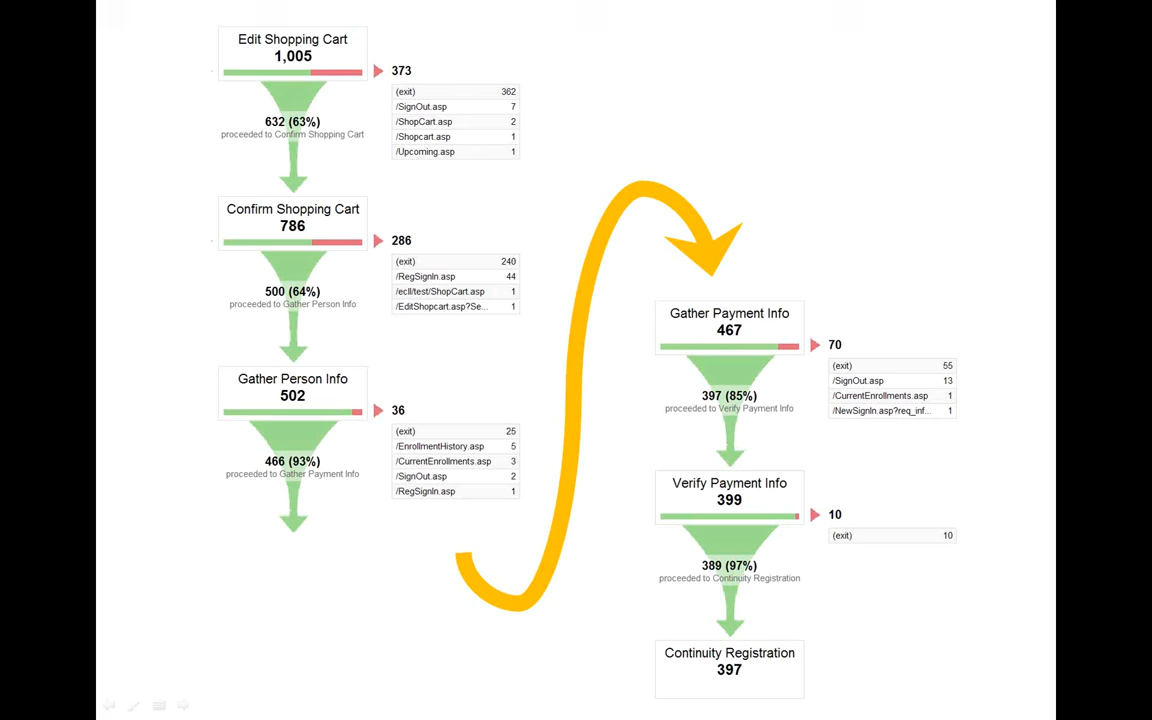 Edit Shopping Cart
1,005
373
(exit) 362
/SignOut.asp 7
/ShopCart.asp 2
/Shopcart.asp 1
/Upcoming.asp 1
632 (63%)
proceeded to Confirm Shopping Cart
Confirm Shopping Cart
786
286
(exit) 240
/RegSignIn.asp 44
/ecll/test/ShopCart.asp 1
/EditShopcart.asp?Se... 1
500 (64%)
proceeded to Gather Person Info
Gather Person Info
502
36
(exit) 25
/EnrollmentHistory.asp 5
/CurrentEnrollments.asp 3
/SignOut.asp 2
/RegSignIn.asp 1
466 (93%)
proceeded to Gather Payment Info
Gather Payment Info
467
70
(exit) 55
/SignOut.asp 13
/CurrentEnrollments.asp 1
/NewSignIn.asp?req_inf... 1
397 (85%)
proceeded to Verify Payment Info
Verify Payment Info
399
10
(exit) 10
389 (97%)
proceeded to Continuity Registration
Continuity Registration
397